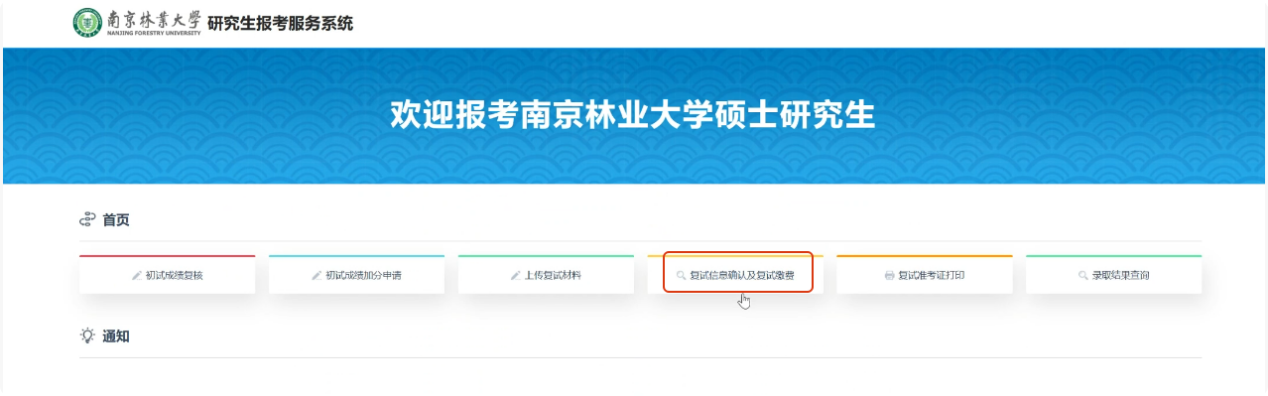 南京林业大学 研究生报考服务系统
NANJING FORESTRY UNIVERSITY
欢迎报考南京林业大学硕士研究生
首页
初试成绩复核 初试成绩加分申请 上传复试材料 复试信息确认及复试缴费 复试准考证打印 录取结果查询
通知